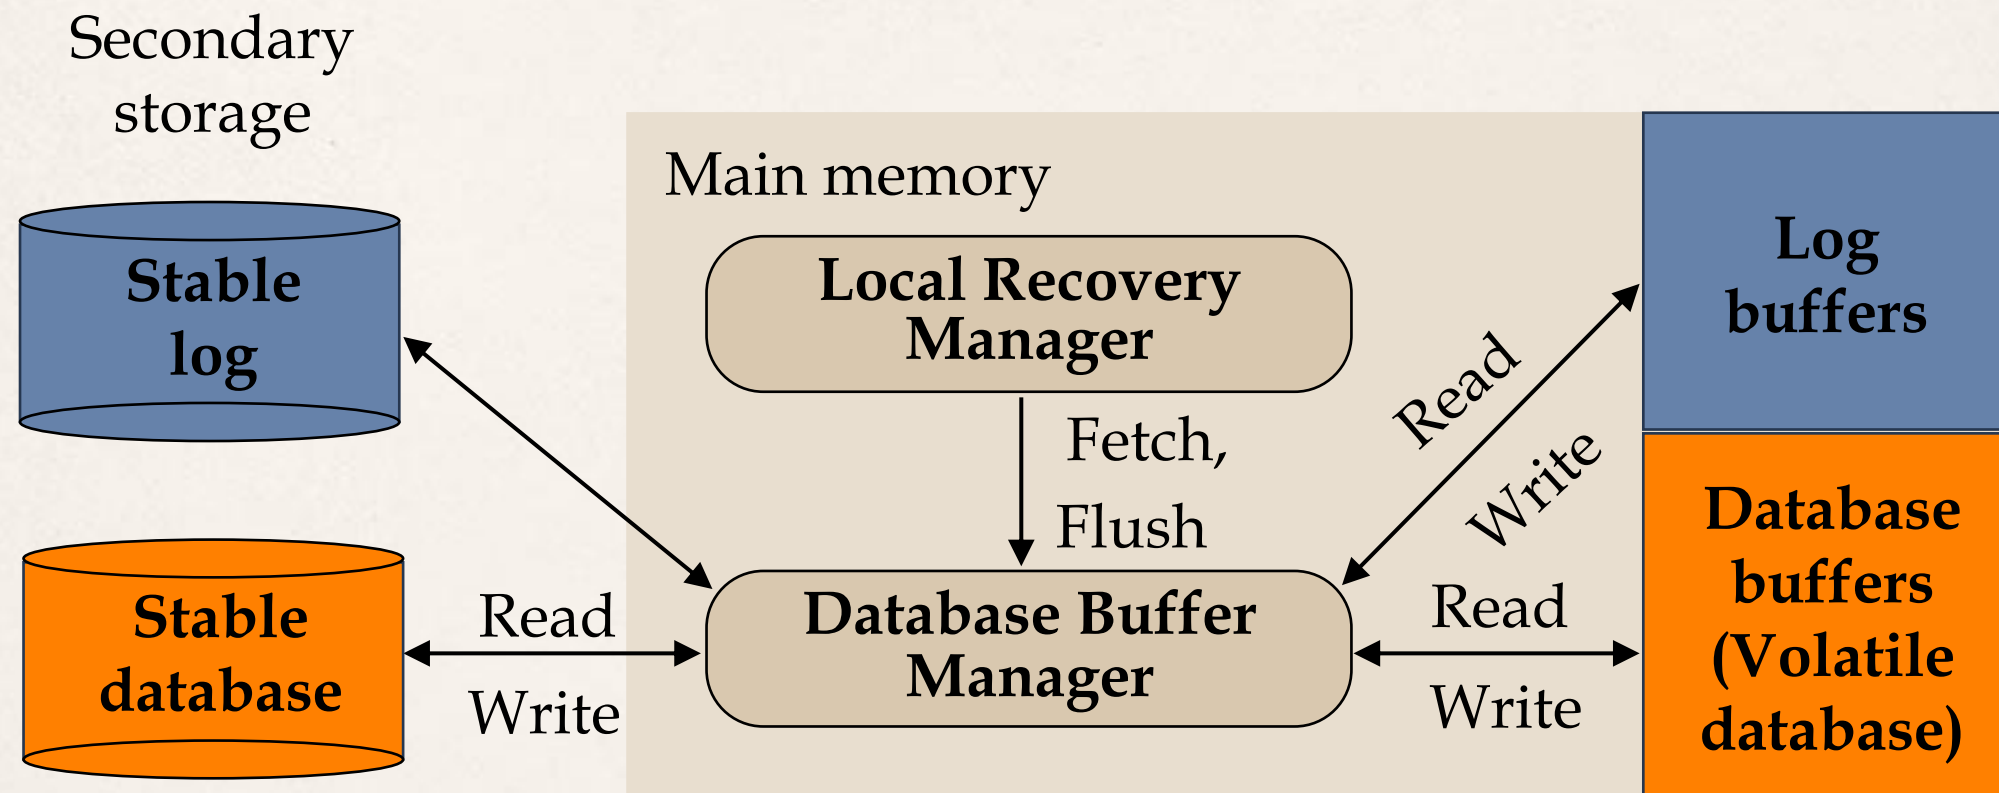 Secondary
storage
Main memory
Stable
log
Local Recovery
Manager
Log
buffers
Fetch,
Flush
Read
Write
Stable
database
Read
Write
Database Buffer
Manager
Read
Write
Database
buffers
(Volatile
database)